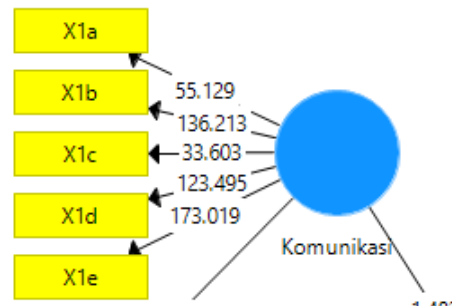 X1a
X1b
X1c
X1d
X1e
55.129
136.213
33.603
123.495
173.019
Komunikasi